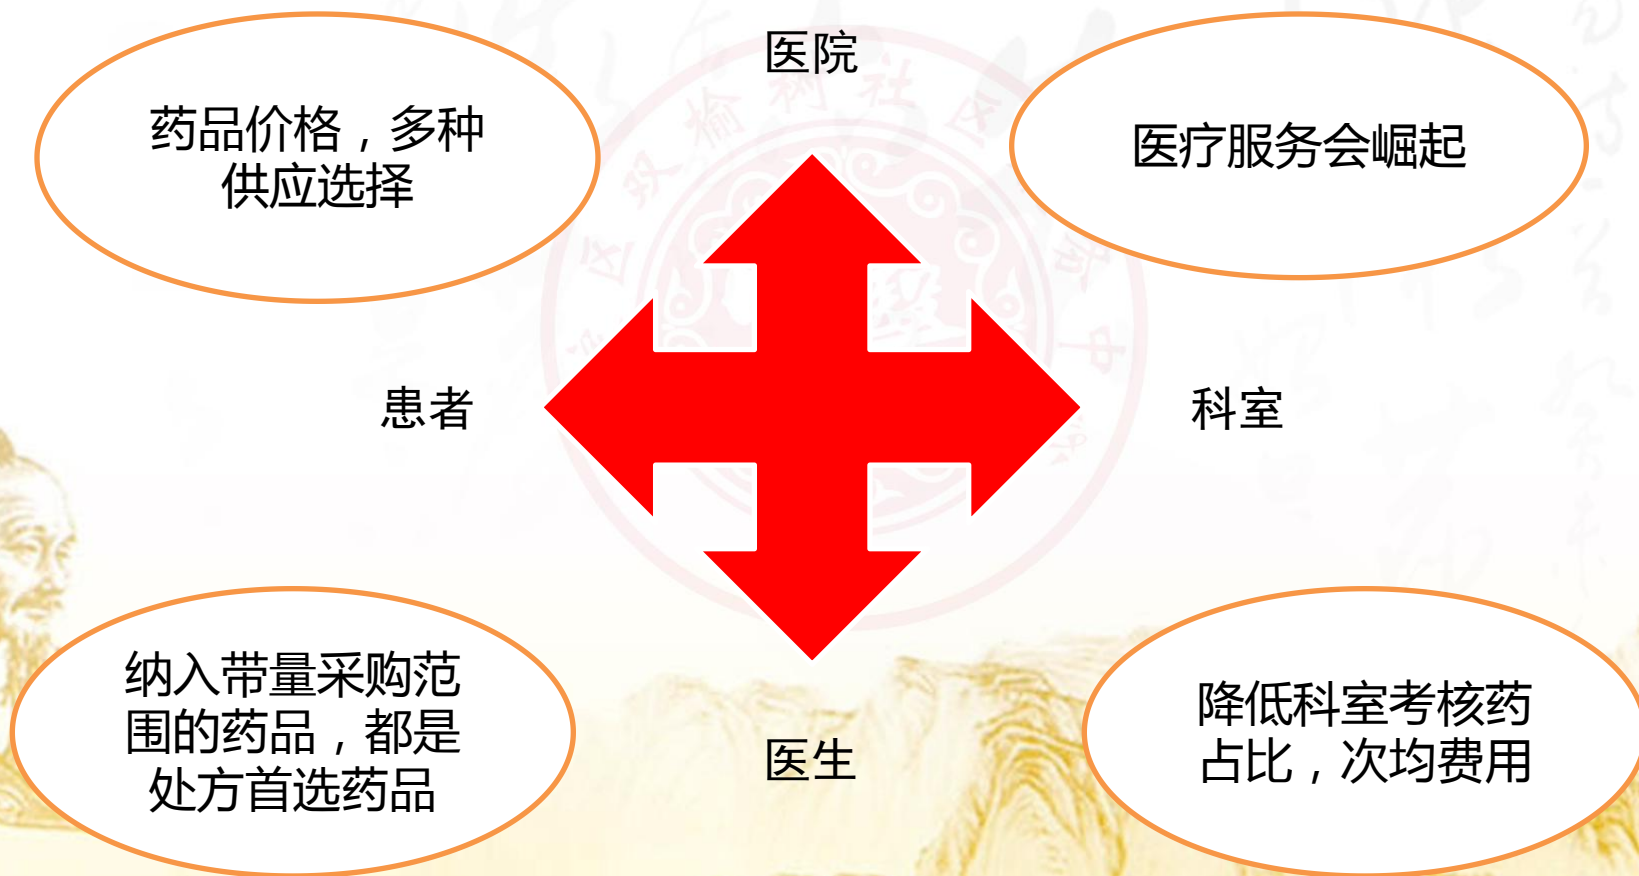 医院
药品价格，多种
供应选择
医疗服务会崛起
患者
科室
纳入带量采购范
围的药品，都是
处方首选药品
医生
降低科室考核药
占比，次均费用